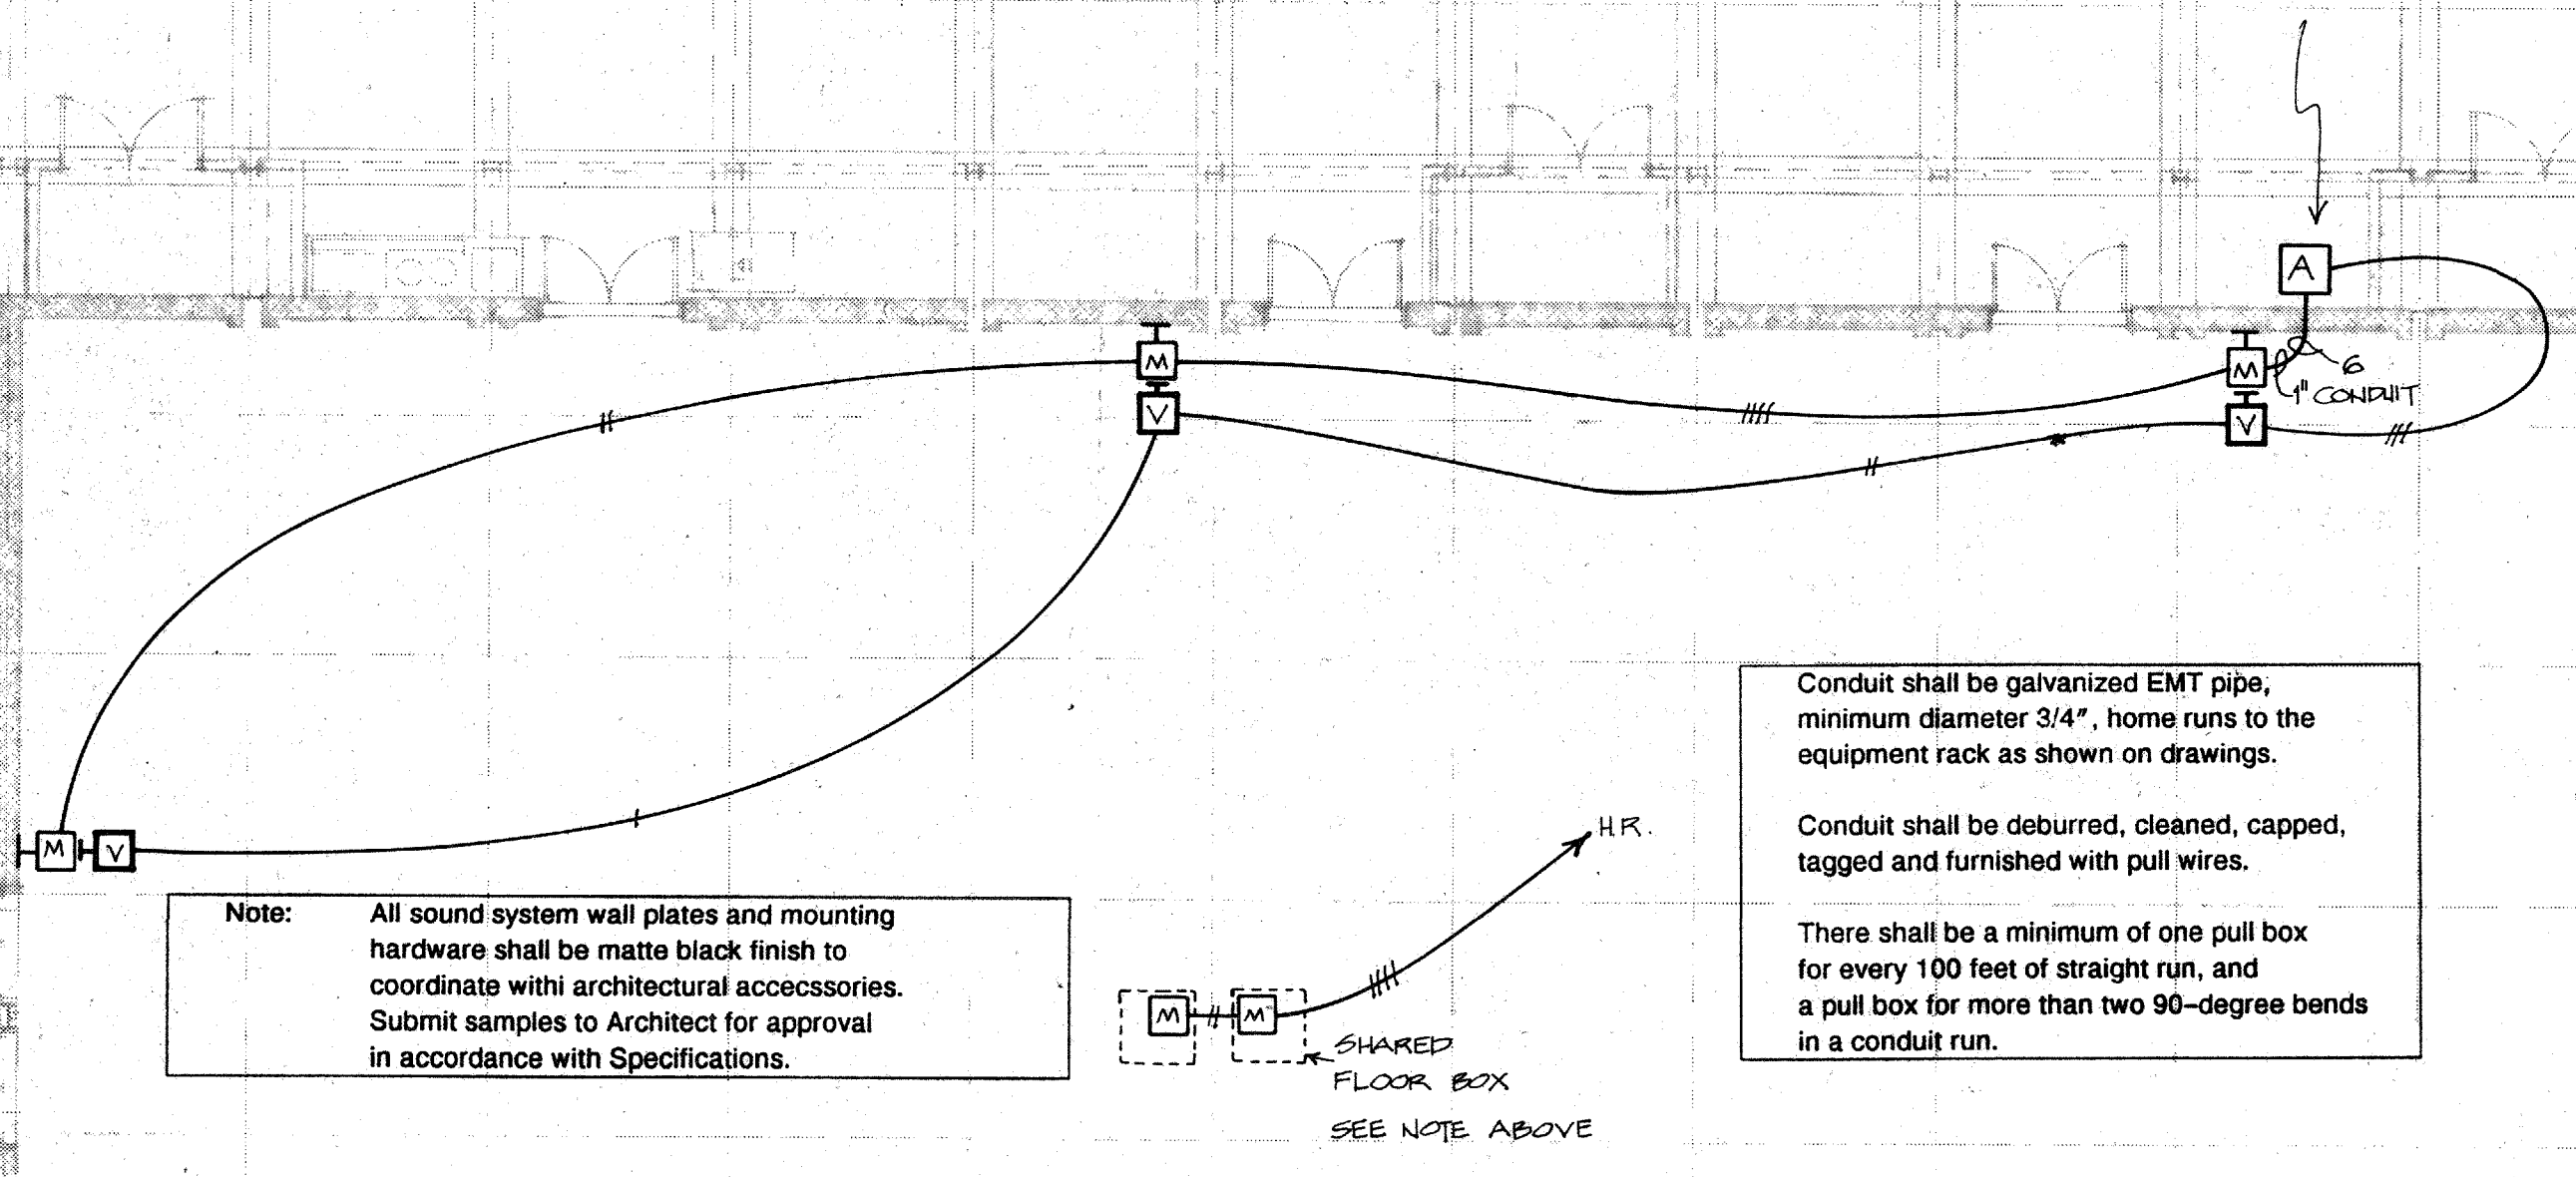 A
M
M
6
1" CONDUIT
V
V
Conduit shall be galvanized EMT pipe,
minimum diameter 3/4", home runs to the
equipment rack as shown on drawings.
Conduit shall be deburred, cleaned, capped,
tagged and furnished with pull wires.
There shall be a minimum of one pull box
for every 100 feet of straight run, and
a pull box for more than two 90-degree bends
in a conduit run.
H.R.
M V
Note: All sound system wall plates and mounting
hardware shall be matte black finish to
coordinate withi architectural accecssories.
Submit samples to Architect for approval
in accordance with Specifications.
M M
SHARED
FLOOR BOX
SEE NOTE ABOVE